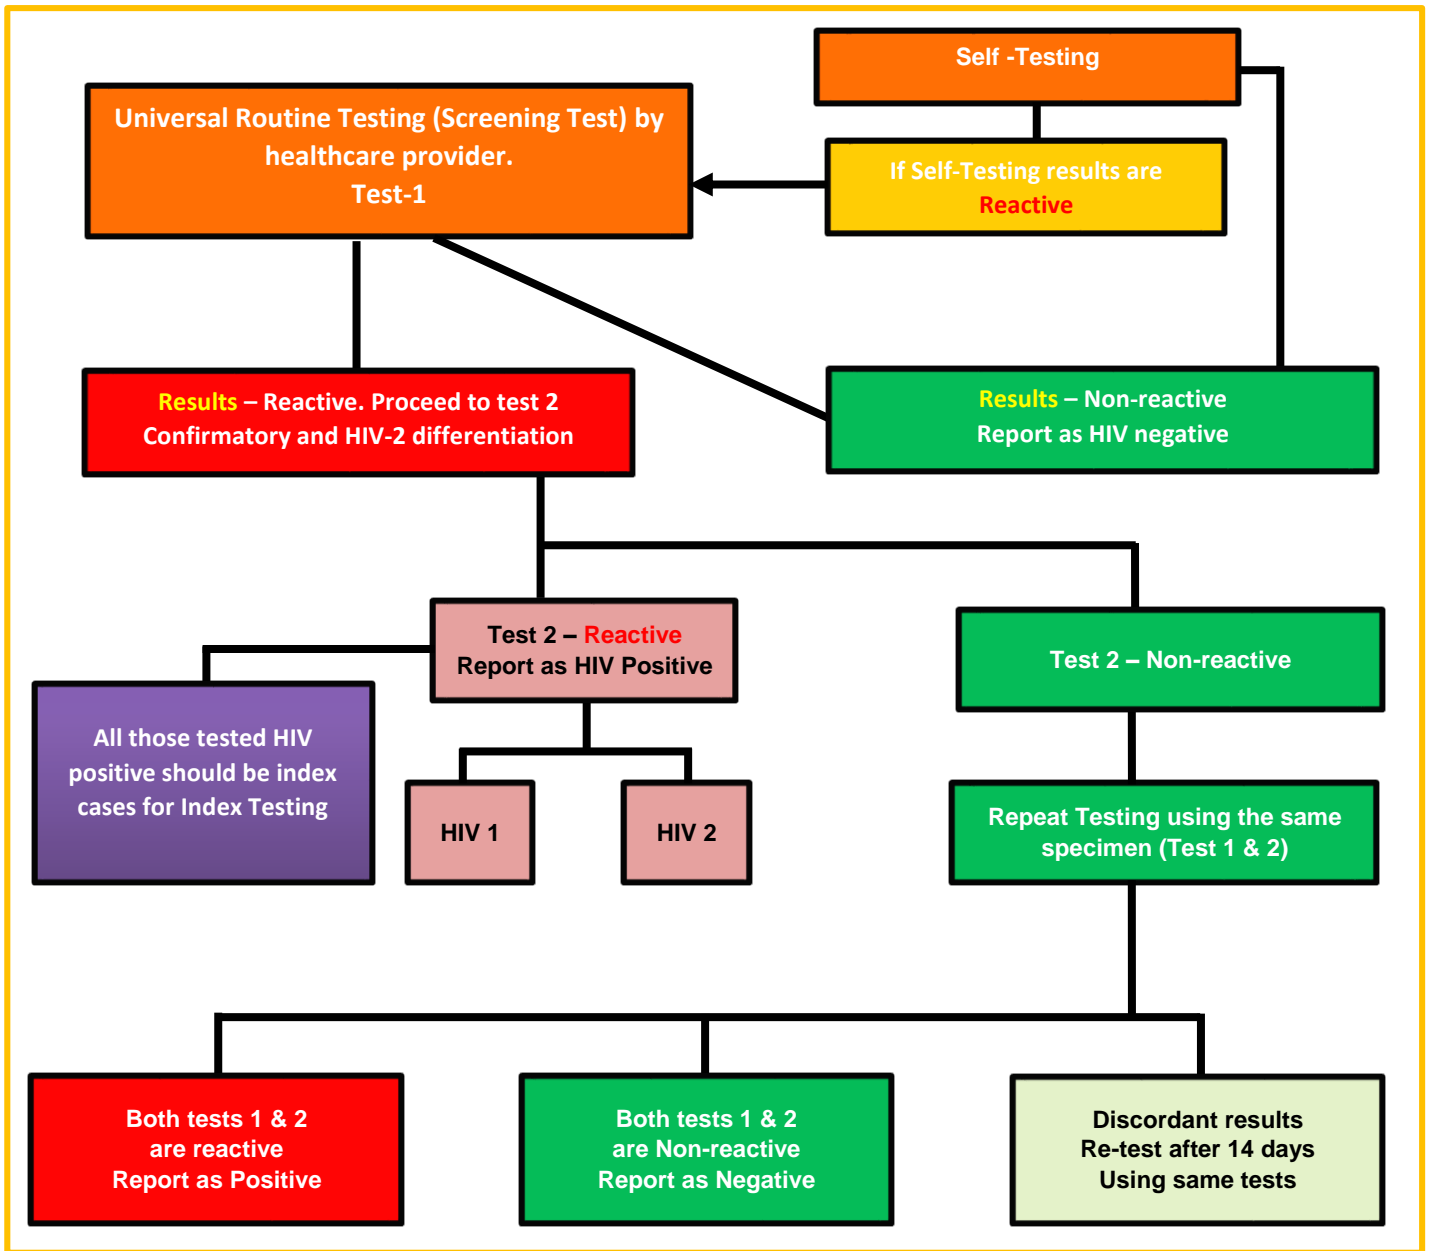 Self -Testing
Universal Routine Testing (Screening Test) by
healthcare provider.
Test-1
If Self-Testing results are
Reactive
Results – Reactive. Proceed to test 2
Confirmatory and HIV-2 differentiation
Results – Non-reactive
Report as HIV negative
Test 2 – Reactive
Report as HIV Positive
Test 2 – Non-reactive
All those tested HIV
positive should be index
cases for Index Testing
HIV 1
HIV 2
Repeat Testing using the same
specimen (Test 1 & 2)
Both tests 1 & 2
are reactive
Report as Positive
Both tests 1 & 2
are Non-reactive
Report as Negative
Discordant results
Re-test after 14 days
Using same tests